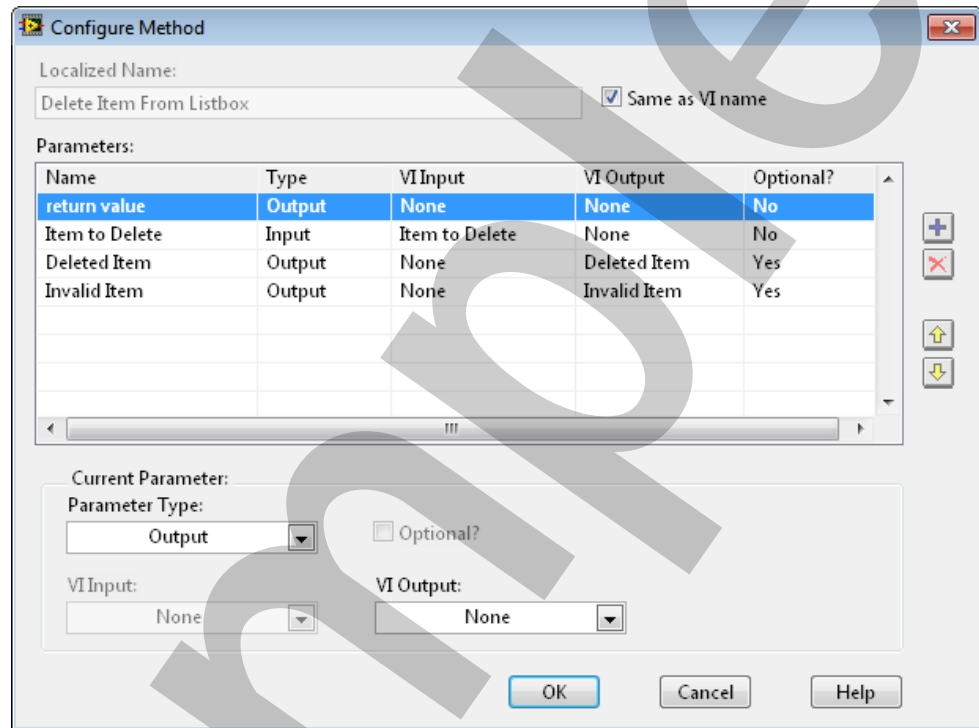 Configure Method
Localized Name:
Delete Item From Listbox
Same as VI name
Parameters:
Name Type VI Input VI Output Optional?
return value Output None None No
Item to Delete Input Item to Delete None No
Deleted Item Output None Deleted Item Yes
Invalid Item Output None Invalid Item Yes
Current Parameter:
Parameter Type:
Output
Optional?
VI Input:
VI Output:
None
None
OK
Cancel
Help